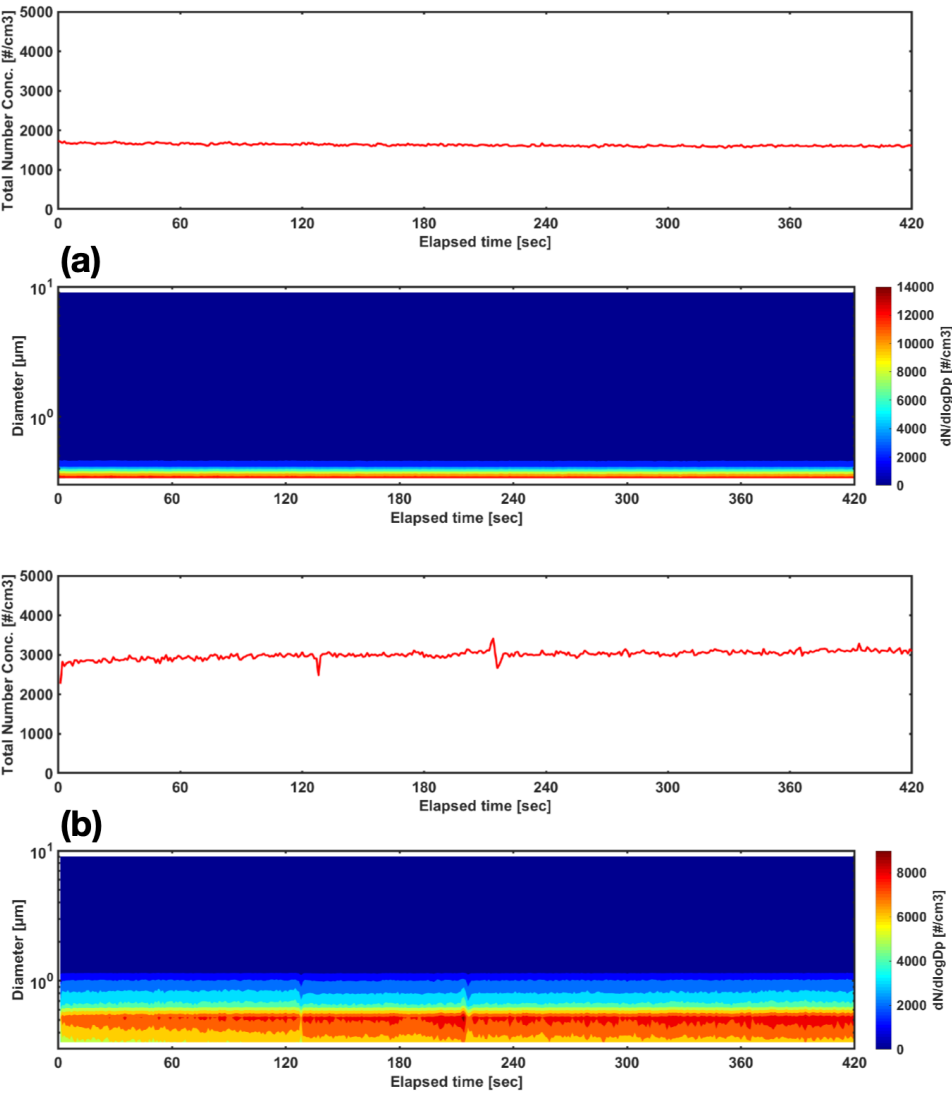 Total Number Conc. [#/cm3]
5000
4000
3000
2000
1000
0
0 60 120 180 240 300 360 420
Elapsed time [sec]
(a)
Diameter [µm]
10^1
10^0
0 60 120 180 240 300 360 420
Elapsed time [sec]
14000
12000
10000
8000
6000
4000
2000
0
dN/dlogDp [#/cm3]
Total Number Conc. [#/cm3]
5000
4000
3000
2000
1000
0
0 60 120 180 240 300 360 420
Elapsed time [sec]
(b)
Diameter [µm]
10^1
10^0
0 60 120 180 240 300 360 420
Elapsed time [sec]
8000
6000
4000
2000
0
dN/dlogDp [#/cm3]